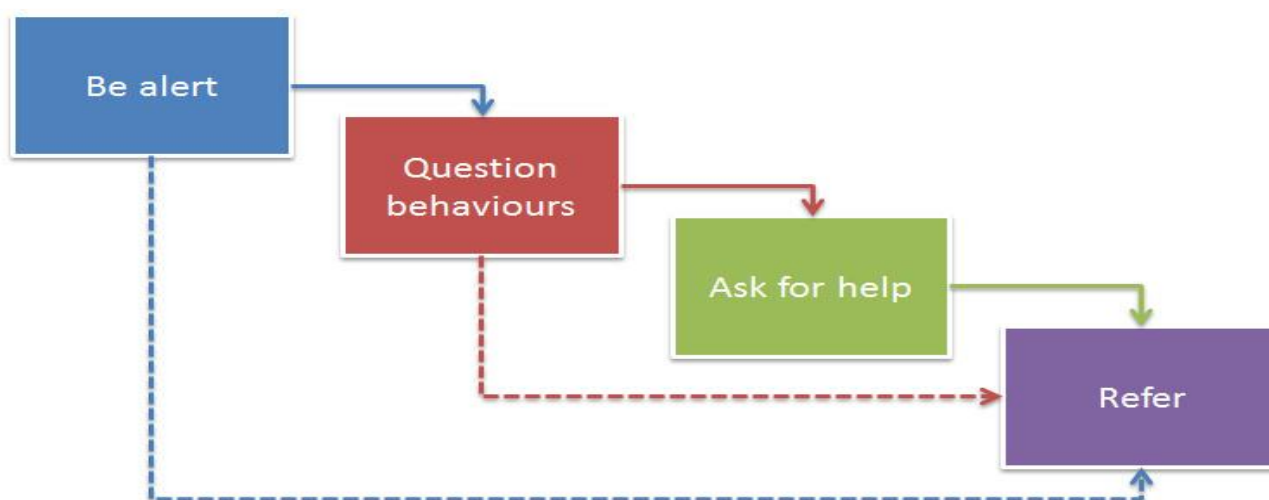 Be alert
Question
behaviours
Ask for help
Refer